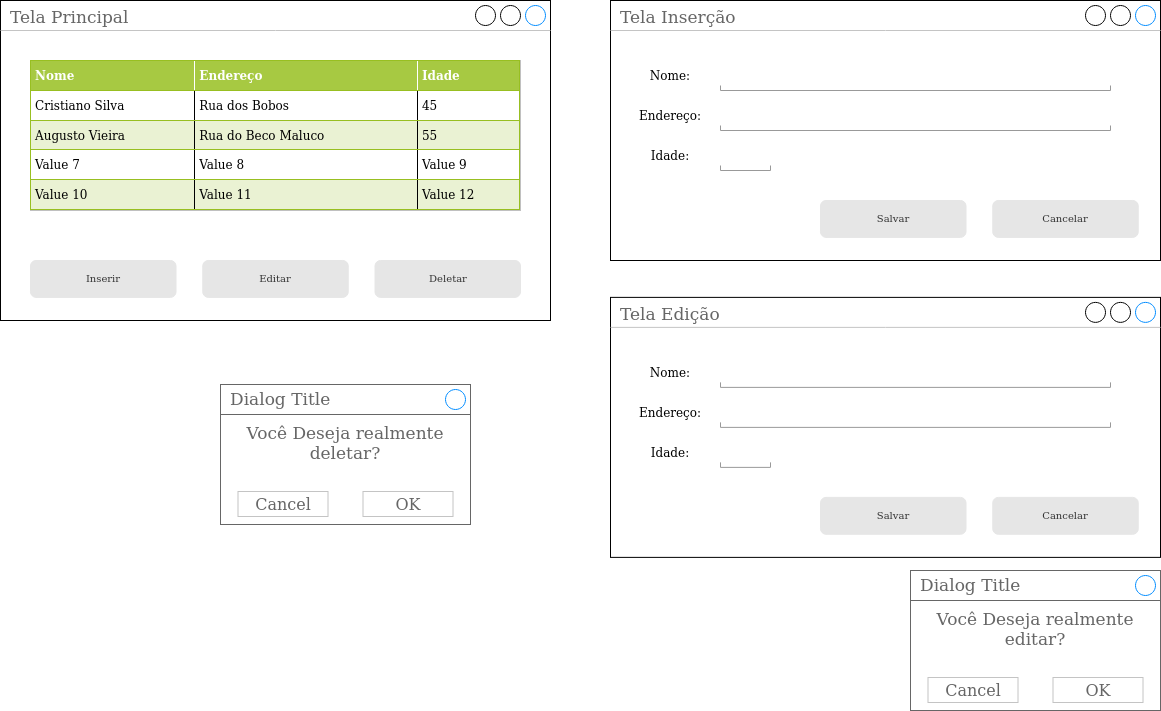 Tela Principal
Nome Endereço Idade
Cristiano Silva Rua dos Bobos 45
Augusto Vieira Rua do Beco Maluco 55
Value 7 Value 8 Value 9
Value 10 Value 11 Value 12
Inserir Editar Deletar
Dialog Title
Você Deseja realmente
deletar?
Cancel OK
Tela Inserção
Nome:
Endereço:
Idade:
Salvar Cancelar
Tela Edição
Nome:
Endereço:
Idade:
Salvar Cancelar
Dialog Title
Você Deseja realmente
editar?
Cancel OK